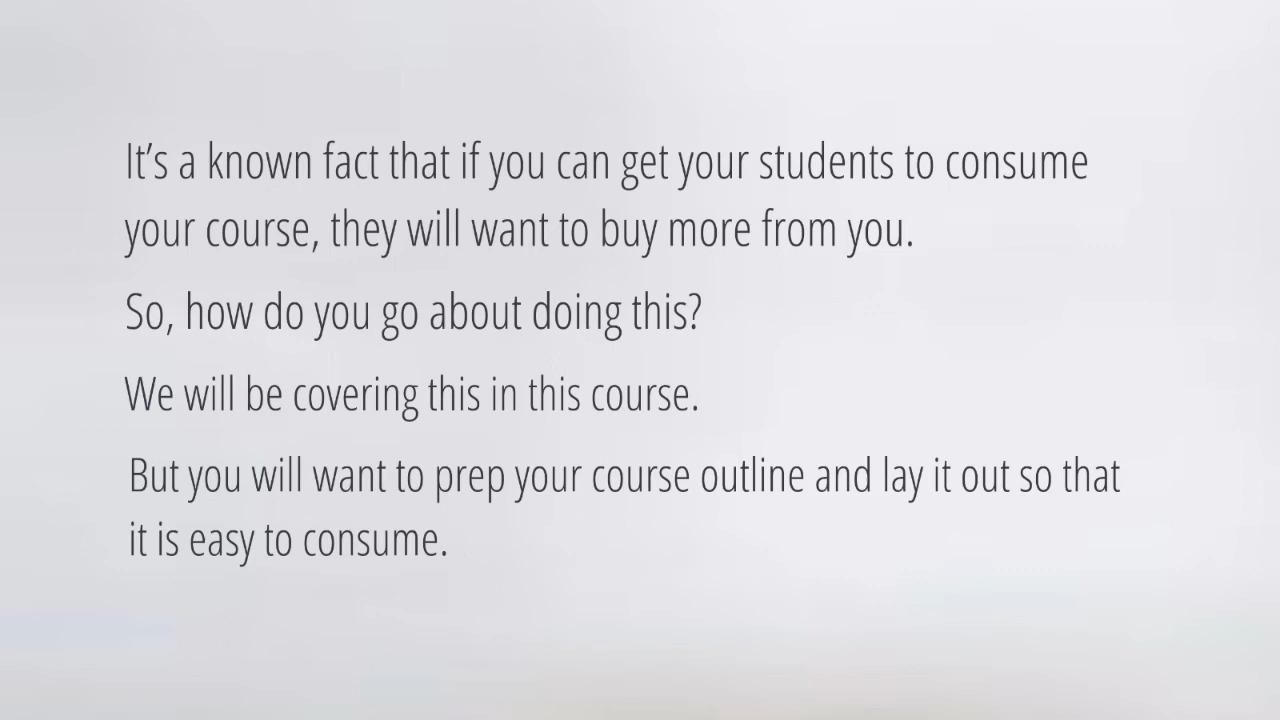 It’s a known fact that if you can get your students to consume
your course, they will want to buy more from you.
So, how do you go about doing this?
We will be covering this in this course.
But you will want to prep your course outline and lay it out so that
it is easy to consume.